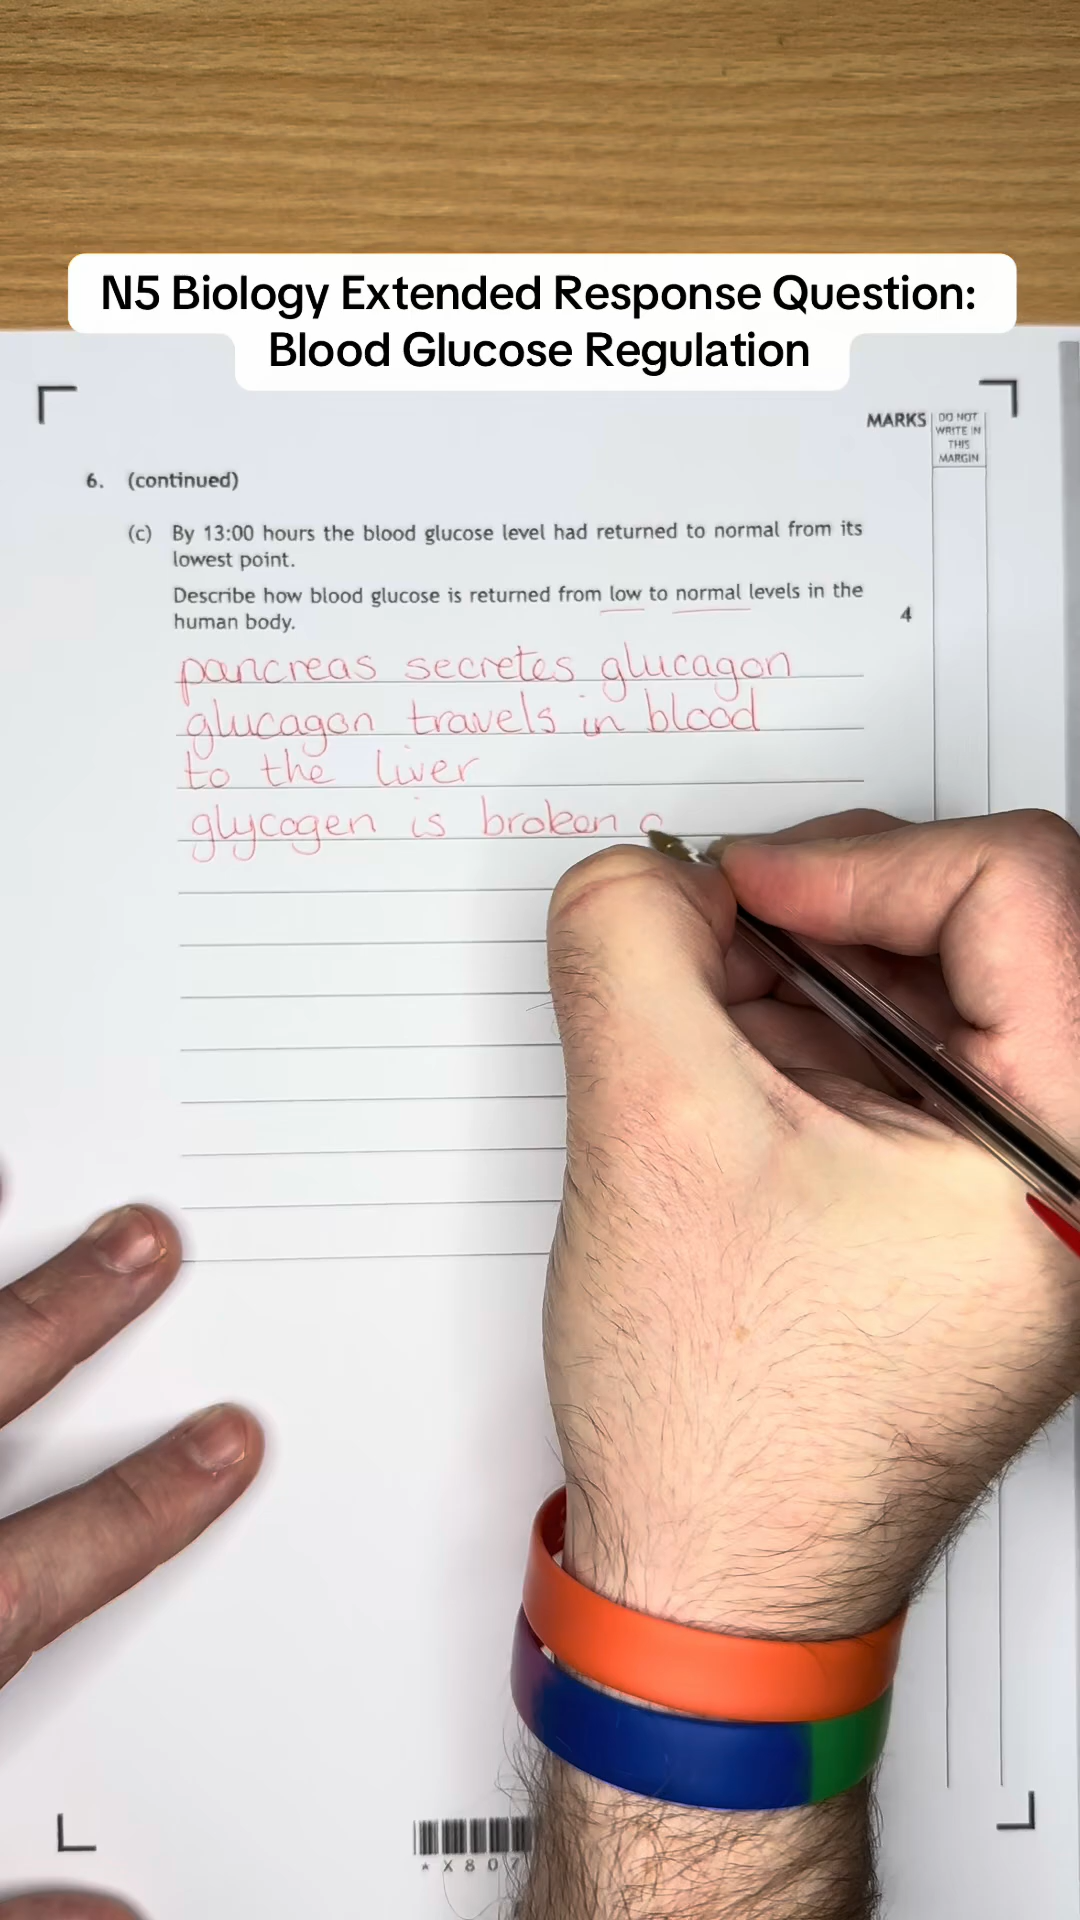 N5 Biology Extended Response Question:
Blood Glucose Regulation
MARKS
DO NOT
WRITE IN
THIS
MARGIN
6. (continued)
(c) By 13:00 hours the blood glucose level had returned to normal from its
lowest point.
Describe how blood glucose is returned from low to normal levels in the
human body.
4
pancreas secretes glucagon
glucagon travels in blood
to the liver
glycogen is broken
* X 8 0 7